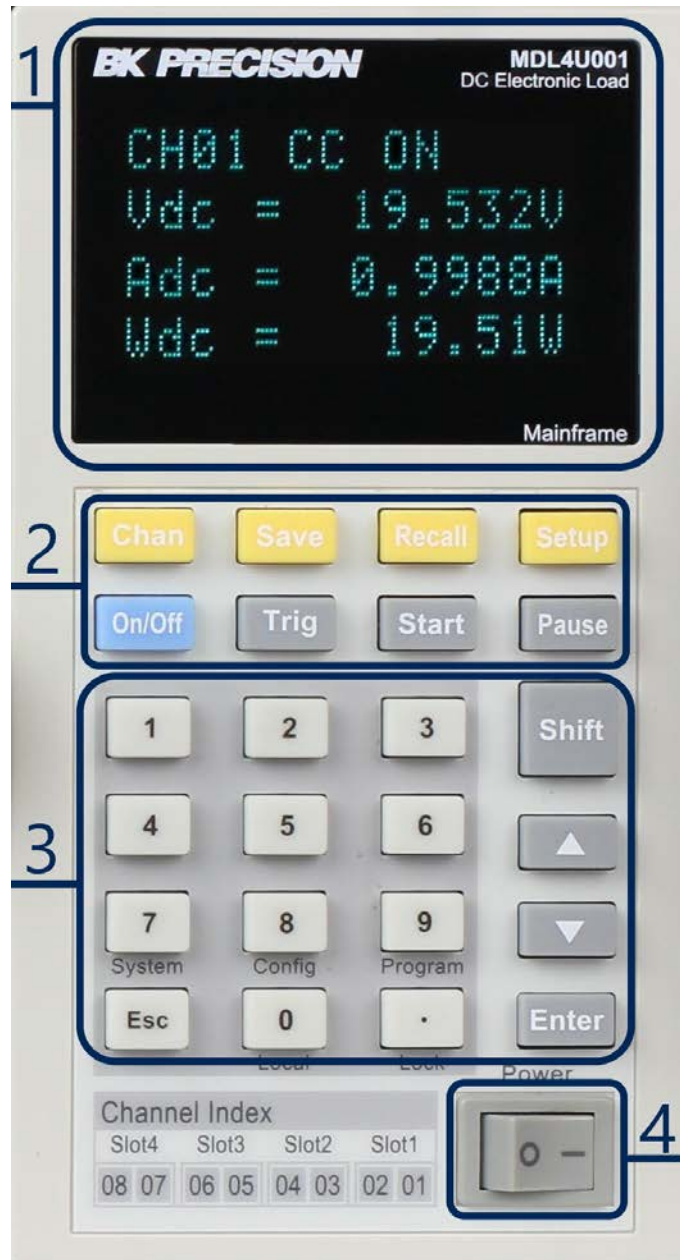 1
BK PRECISION
MDL4U001
DC Electronic Load
CH01 CC ON
Vdc = 19.532V
Adc = 0.9988A
Wdc = 19.51W
Mainframe
2
Chan Save Recall Setup
On/Off Trig Start Pause
3
1 2 3 Shift
4 5 6
7 8 9
System Config Program
Esc 0 . Enter
Local Lock Power
Channel Index
Slot4 Slot3 Slot2 Slot1
08 07 06 05 04 03 02 01
O –
4